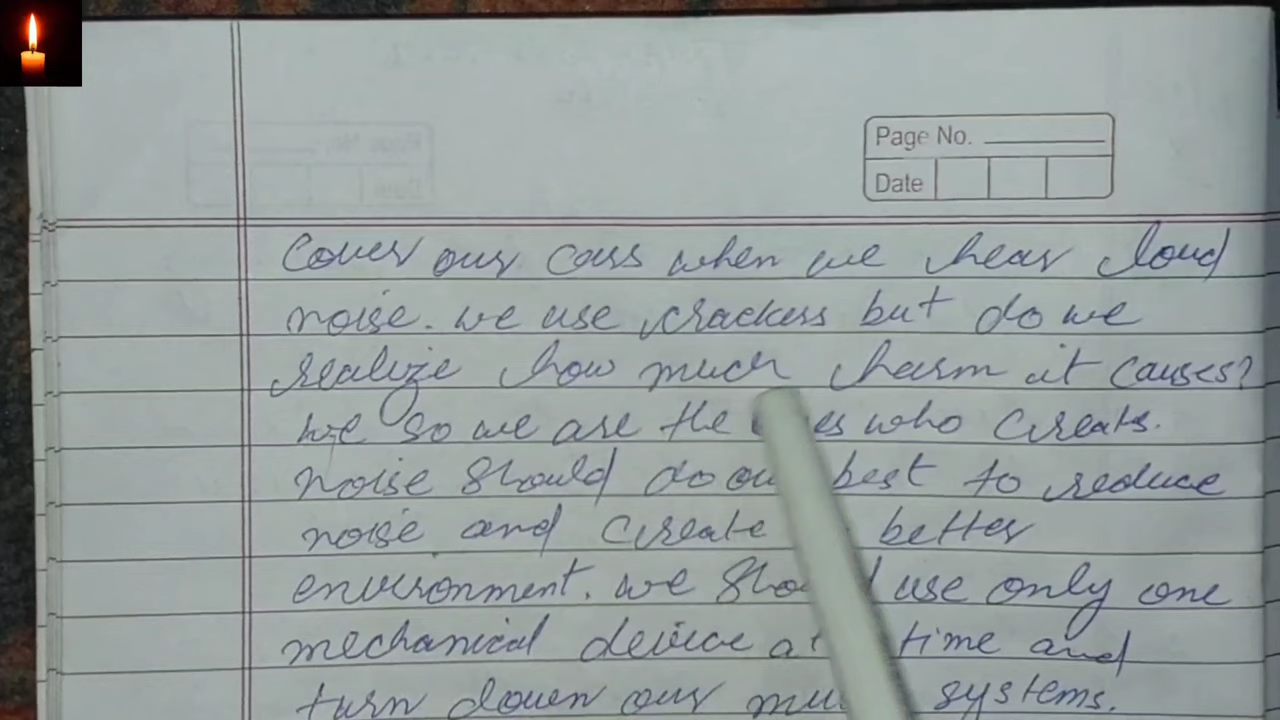 Page No.
Date
Cover our ears when we hear loud
noise. we use crackers but do we
realize how much harm it causes?
we so we are the who creats.
noise should do best to reduce
noise and create better
environment. we use only one
mechanical device at time and
turn down our systems.